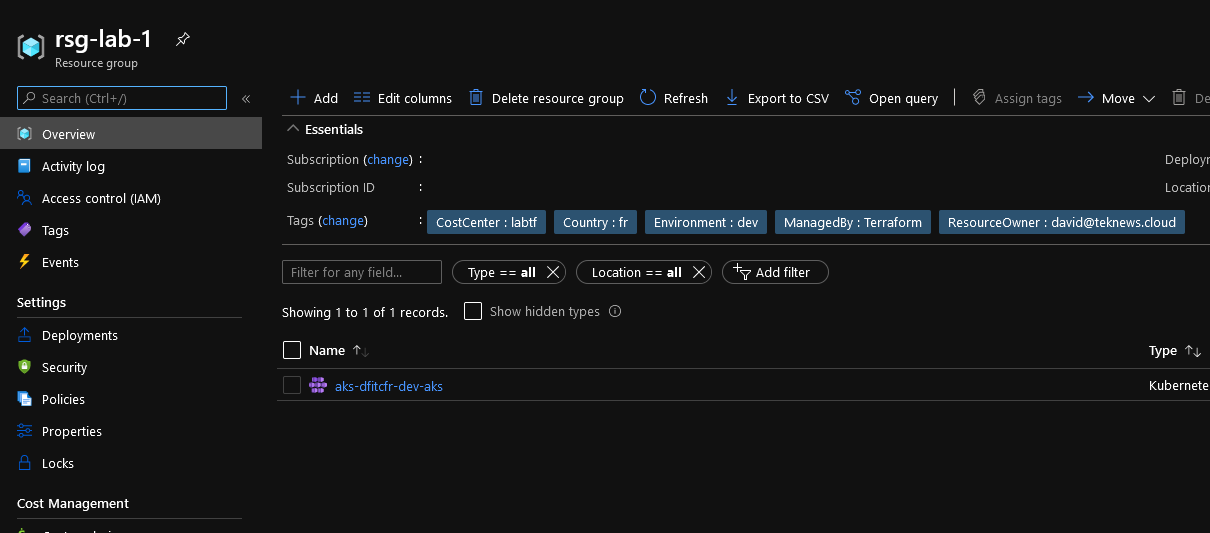 rsg-lab-1
Resource group
Search (Ctrl+/)
«
Overview
Activity log
Access control (IAM)
Tags
Events
Settings
Deployments
Security
Policies
Properties
Locks
Cost Management
Add
Edit columns
Delete resource group
Refresh
Export to CSV
Open query
Assign tags
Move
De
Essentials
Subscription (change) :
Deploym
Subscription ID :
Location
Tags (change) : CostCenter : labtf Country : fr Environment : dev ManagedBy : Terraform ResourceOwner : david@teknews.cloud
Filter for any field... Type == all Location == all Add filter
Showing 1 to 1 of 1 records. Show hidden types
Name ↑↓ Type ↑↓
aks-dfitcfr-dev-aks Kubernete